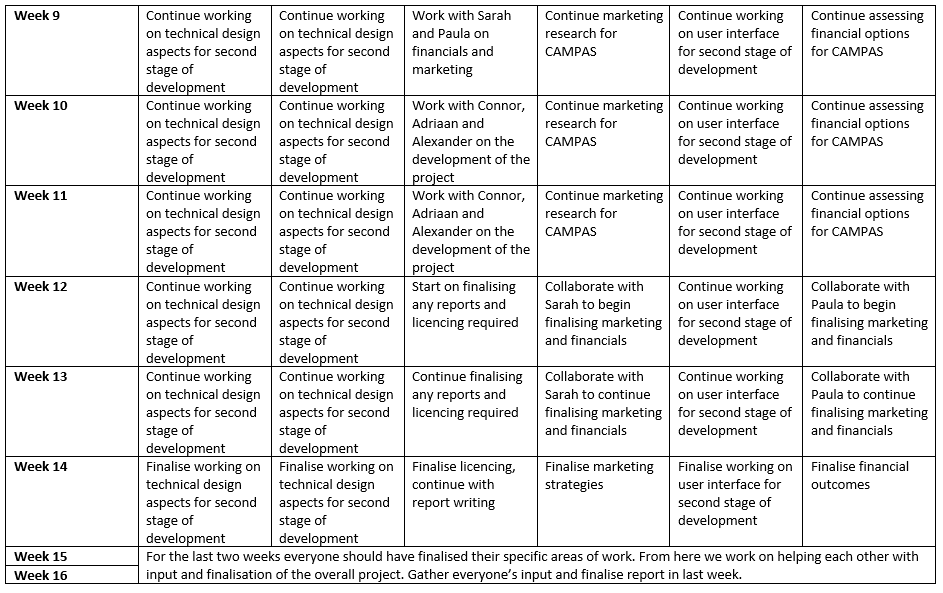 Week 9
Continue working
on technical design
aspects for second
stage of
development
Continue working
on technical design
aspects for second
stage of
development
Work with Sarah
and Paula on
financials and
marketing
Continue marketing
research for
CAMPAS
Continue working
on user interface
for second stage of
development
Continue assessing
financial options
for CAMPAS
Week 10
Continue working
on technical design
aspects for second
stage of
development
Continue working
on technical design
aspects for second
stage of
development
Work with Connor,
Adriaan and
Alexander on the
development of the
project
Continue marketing
research for
CAMPAS
Continue working
on user interface
for second stage of
development
Continue assessing
financial options
for CAMPAS
Week 11
Continue working
on technical design
aspects for second
stage of
development
Continue working
on technical design
aspects for second
stage of
development
Work with Connor,
Adriaan and
Alexander on the
development of the
project
Continue marketing
research for
CAMPAS
Continue working
on user interface
for second stage of
development
Continue assessing
financial options
for CAMPAS
Week 12
Continue working
on technical design
aspects for second
stage of
development
Continue working
on technical design
aspects for second
stage of
development
Start on finalising
any reports and
licencing required
Collaborate with
Sarah to begin
finalising marketing
and financials
Continue working
on user interface
for second stage of
development
Collaborate with
Paula to begin
finalising marketing
and financials
Week 13
Continue working
on technical design
aspects for second
stage of
development
Continue working
on technical design
aspects for second
stage of
development
Continue finalising
any reports and
licencing required
Collaborate with
Sarah to continue
finalising marketing
and financials
Continue working
on user interface
for second stage of
development
Collaborate with
Paula to continue
finalising marketing
and financials
Week 14
Finalise working on
technical design
aspects for second
stage of
development
Finalise working on
technical design
aspects for second
stage of
development
Finalise licencing,
continue with
report writing
Finalise marketing
strategies
Finalise working on
user interface for
second stage of
development
Finalise financial
outcomes
Week 15
For the last two weeks everyone should have finalised their specific areas of work. From here we work on helping each other with
Week 16
input and finalisation of the overall project. Gather everyone's input and finalise report in last week.